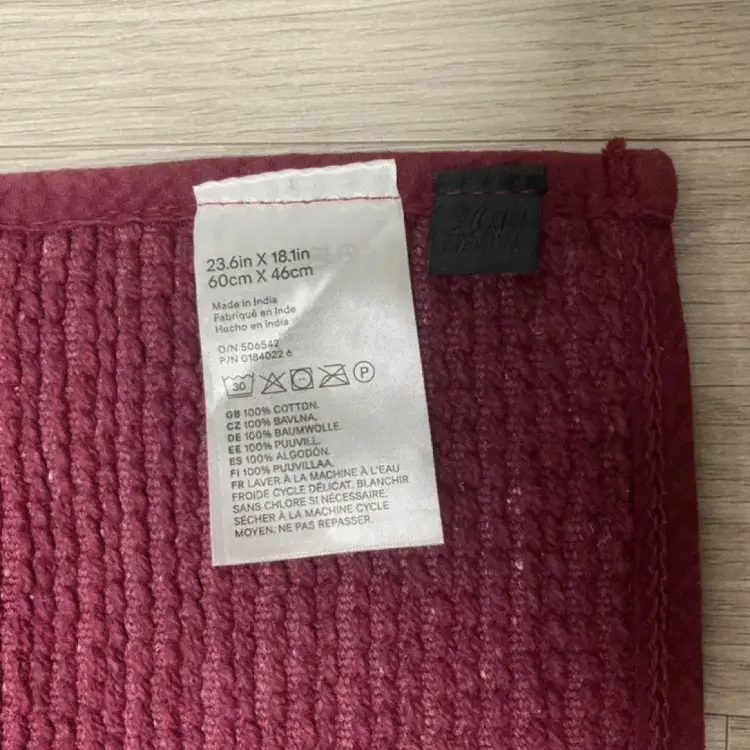 23.6in X 18.1in
60cm X 46cm
Made in India
Fabriqué en Inde
Hecho en India
O/N 506542
P/N 0184022 6
30
P
GB 100% COTTON.
CZ 100% BAVLNA.
DE 100% BAUMWOLLE.
EE 100% PUUVILL.
ES 100% ALGODÓN.
FI 100% PUUVILLAA.
FR LAVER À LA MACHINE À L'EAU
FROIDE CYCLE DÉLICAT. BLANCHIR
SANS CHLORE SI NÉCESSAIRE.
SÉCHER À LA MACHINE CYCLE
MOYEN. NE PAS REPASSER.